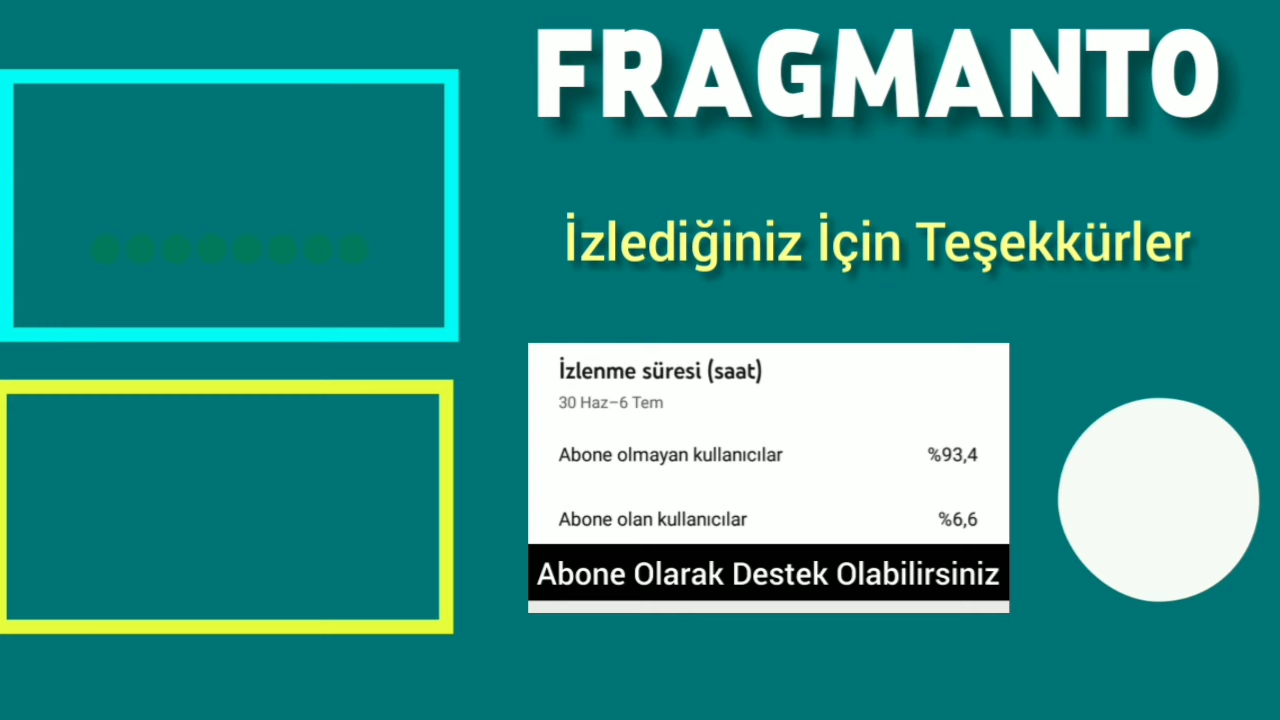 FRAGMANTO
İzlediğiniz İçin Teşekkürler
İzlenme süresi (saat)
30 Haz–6 Tem
Abone olmayan kullanıcılar %93,4
Abone olan kullanıcılar %6,6
Abone Olarak Destek Olabilirsiniz